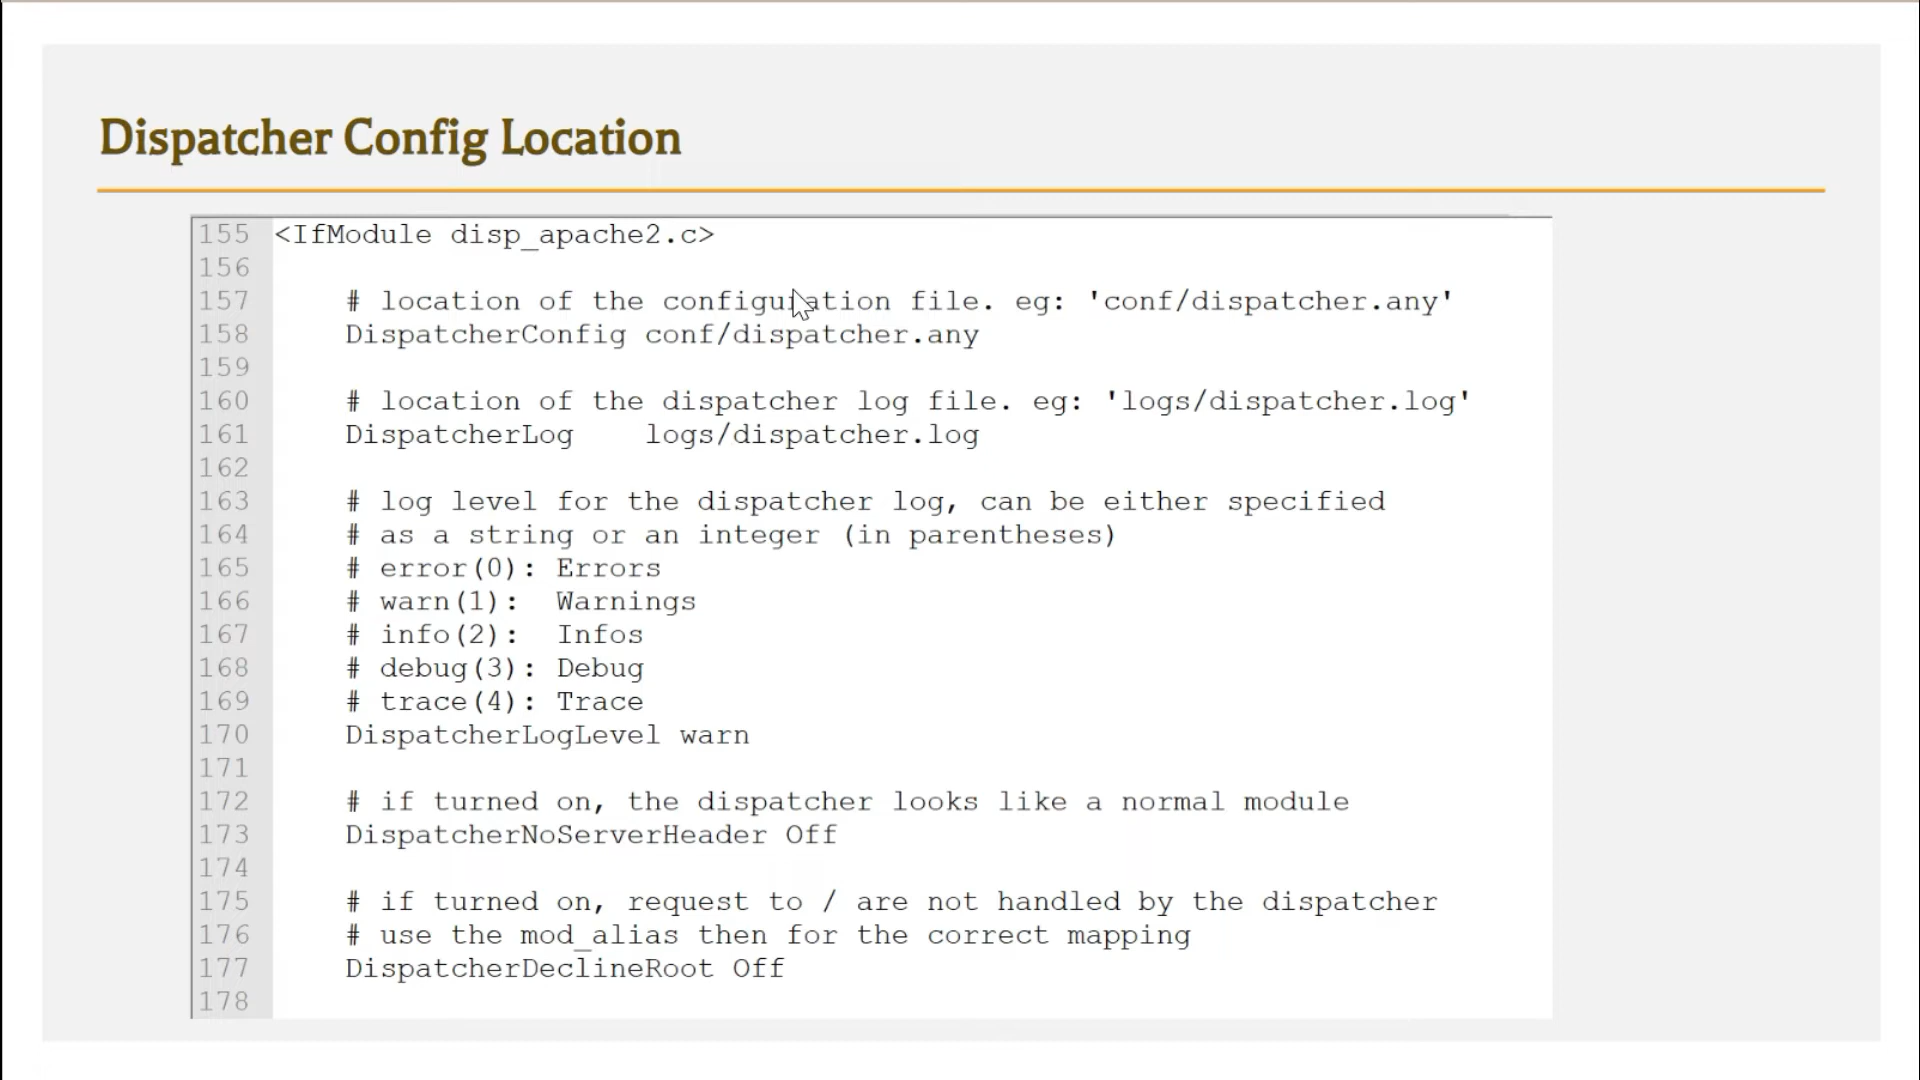 Dispatcher Config Location
155 <IfModule disp_apache2.c>
156
157     # location of the configuration file. eg: 'conf/dispatcher.any'
158     DispatcherConfig conf/dispatcher.any
159
160     # location of the dispatcher log file. eg: 'logs/dispatcher.log'
161     DispatcherLog    logs/dispatcher.log
162
163     # log level for the dispatcher log, can be either specified
164     # as a string or an integer (in parentheses)
165     # error(0): Errors
166     # warn(1):  Warnings
167     # info(2):  Infos
168     # debug(3): Debug
169     # trace(4): Trace
170     DispatcherLogLevel warn
171
172     # if turned on, the dispatcher looks like a normal module
173     DispatcherNoServerHeader Off
174
175     # if turned on, request to / are not handled by the dispatcher
176     # use the mod_alias then for the correct mapping
177     DispatcherDeclineRoot Off
178